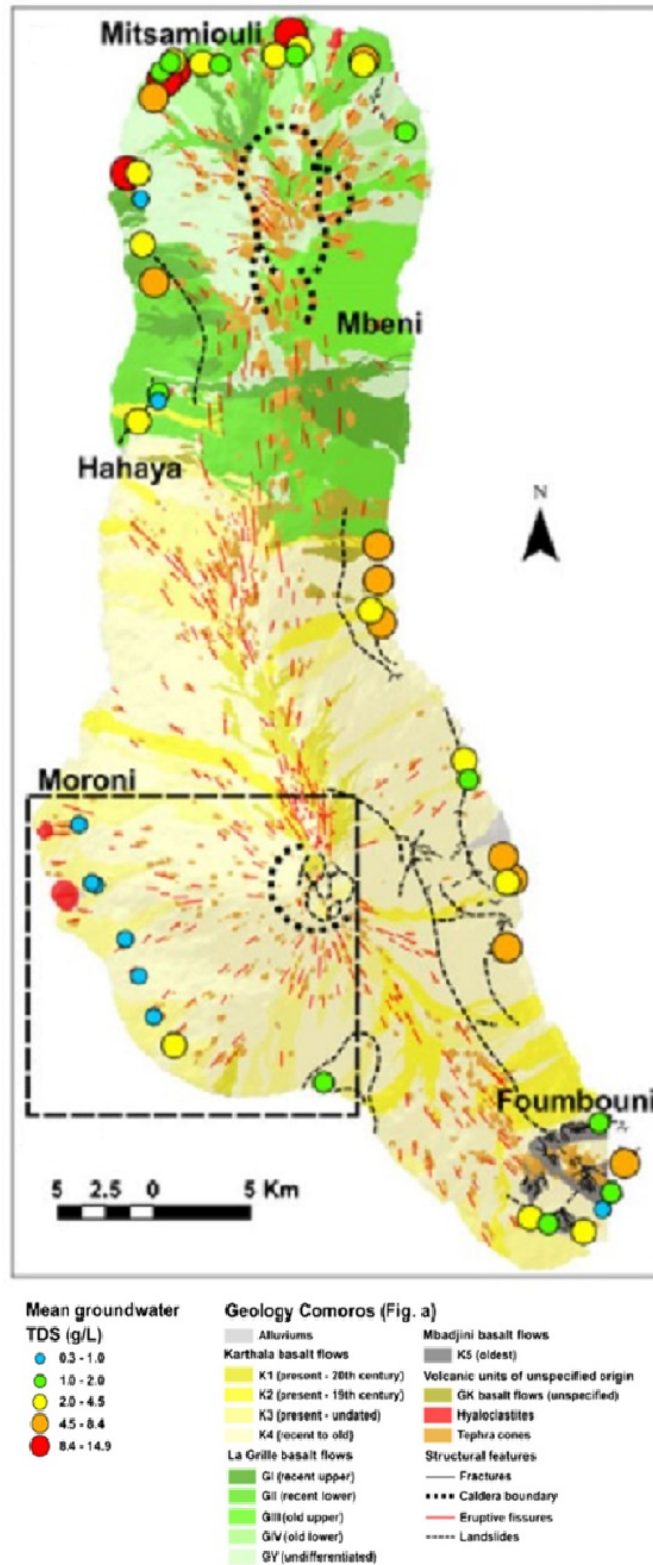 Mitsamiouli
Mbeni
Hahaya
N
Moroni
Foumbouni
5 2.5 0 5 Km
Mean groundwater
TDS (g/L)
0.3 - 1.0
1.0 - 2.0
2.0 - 4.5
4.5 - 8.4
8.4 - 14.9
Geology Comoros (Fig. a)
Alluviums
Karthala basalt flows
K1 (present - 20th century)
K2 (present - 19th century)
K3 (present - undated)
K4 (recent to old)
La Grille basalt flows
GI (recent upper)
GII (recent lower)
GIII (old upper)
GIV (old lower)
GV (undifferentiated)
Mbadjini basalt flows
K5 (oldest)
Volcanic units of unspecified origin
GK basalt flows (unspecified)
Hyaloclastites
Tephra cones
Structural features
Fractures
Caldera boundary
Eruptive fissures
Landslides